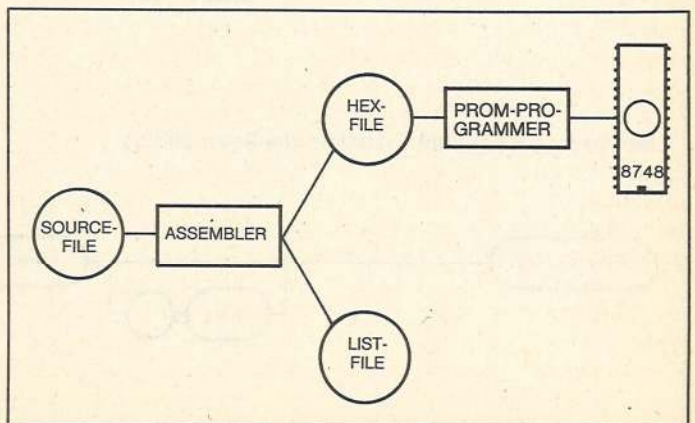 SOURCE-
FILE
ASSEMBLER
HEX-
FILE
PROM-PRO-
GRAMMER
8748
LIST-
FILE